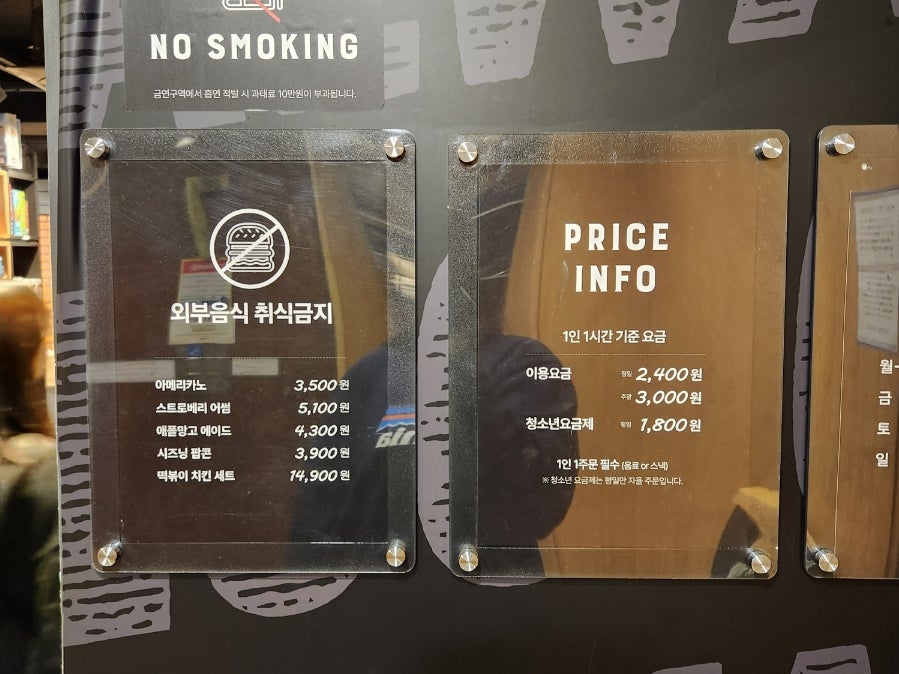 NO SMOKING
금연구역에서 흡연 적발 시 과태료 10만원이 부과됩니다.
외부음식 취식금지
아메리카노 3,500원
스트로베리 어썸 5,100원
애플망고 에이드 4,300원
시즈닝 팝콘 3,900원
떡볶이 치킨 세트 14,900원
PRICE
INFO
1인 1시간 기준 요금
이용요금 평일 2,400원
주말 3,000원
청소년요금제 평일 1,800원
1인 1주문 필수 (음료 or 스낵)
※ 청소년 요금제는 평일만 자율 주문입니다.
월-
금
토
일